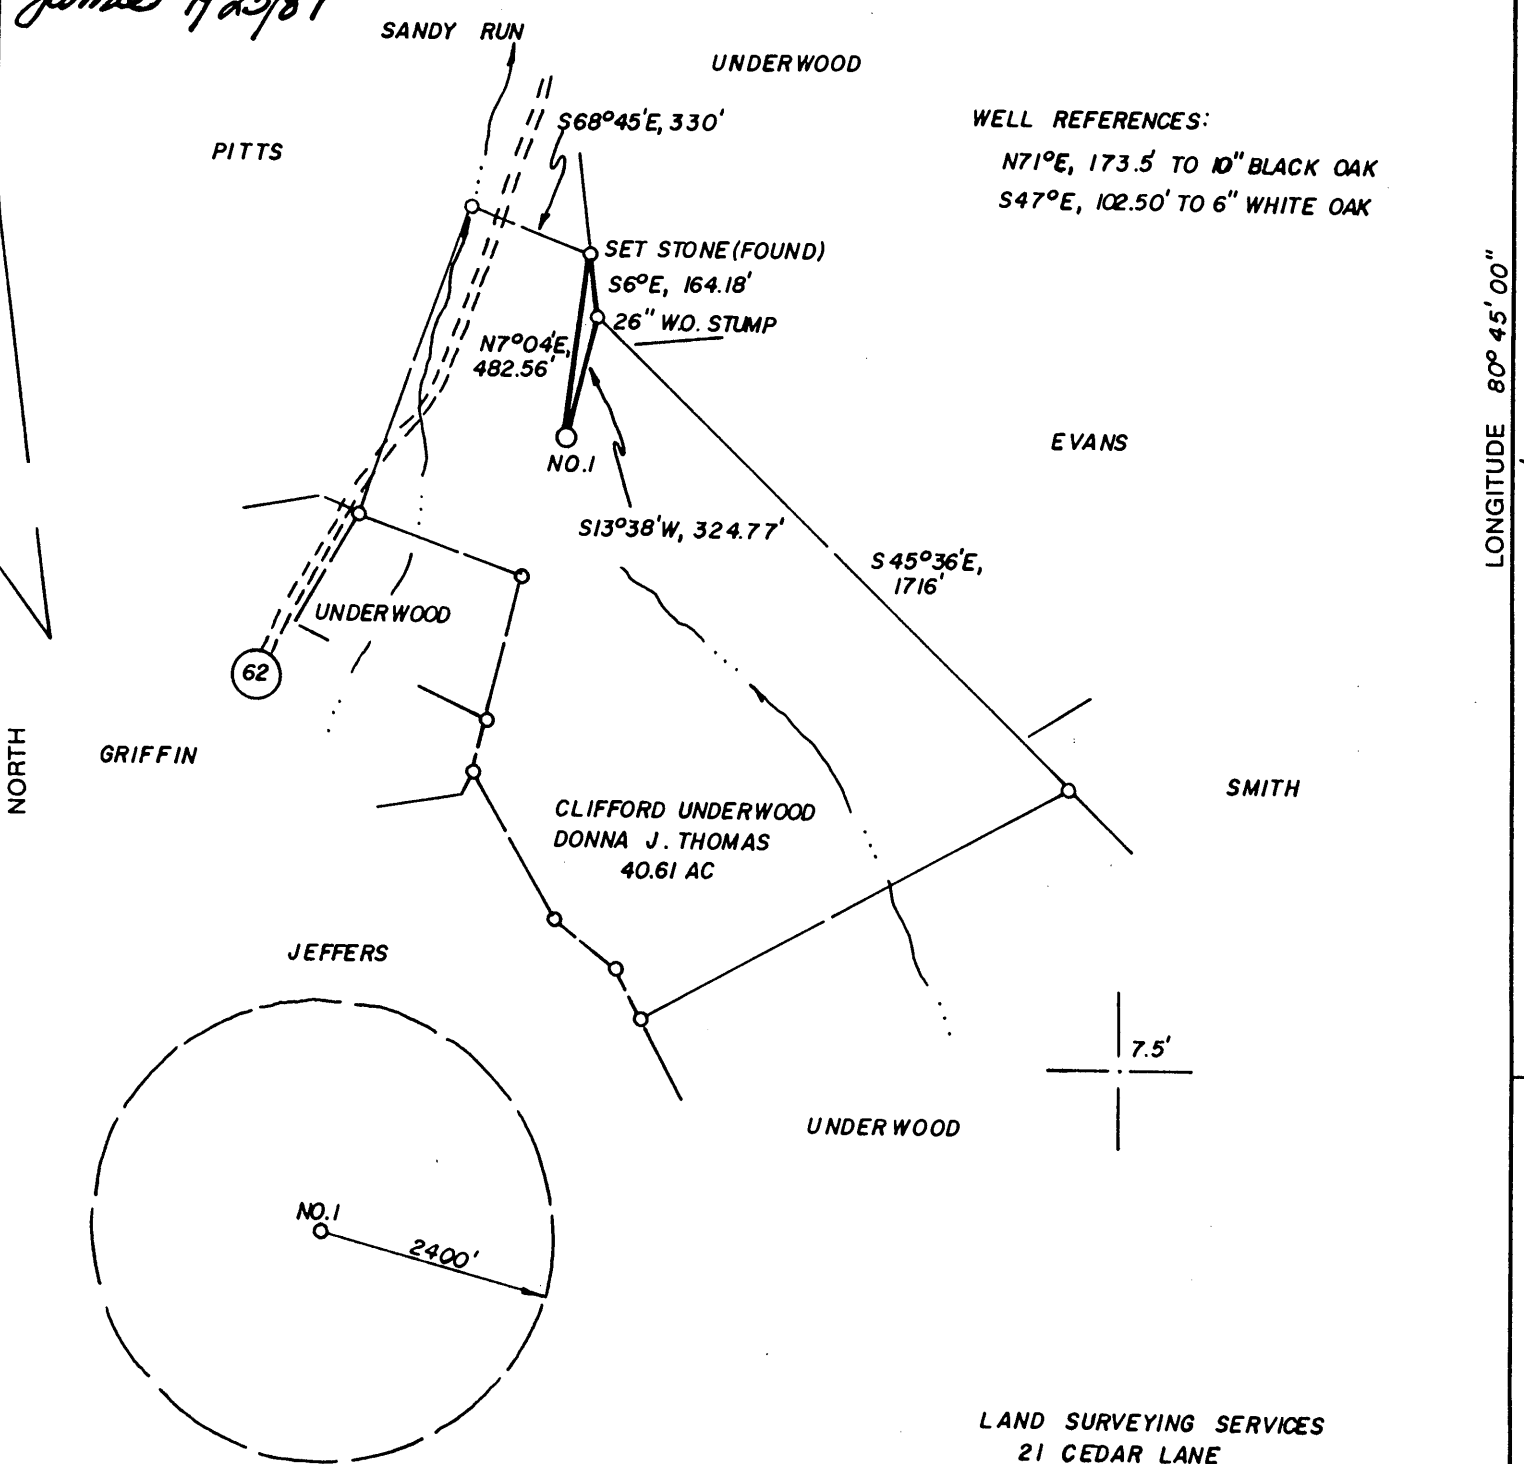 SANDY RUN
UNDERWOOD
S68°45'E, 330'
WELL REFERENCES:
N71°E, 173.5' TO 10" BLACK OAK
S47°E, 102.50' TO 6" WHITE OAK
PITTS
SET STONE (FOUND)
S6°E, 164.18'
26" W.O. STUMP
N7°04'E,
482.56'
NO.1
EVANS
LONGITUDE 80° 45' 00"
S13°38'W, 324.77'
S45°36'E,
1716'
UNDERWOOD
62
GRIFFIN
NORTH
SMITH
CLIFFORD UNDERWOOD
DONNA J. THOMAS
40.61 AC
JEFFERS
7.5'
UNDERWOOD
NO.1
2400'
LAND SURVEYING SERVICES
21 CEDAR LANE